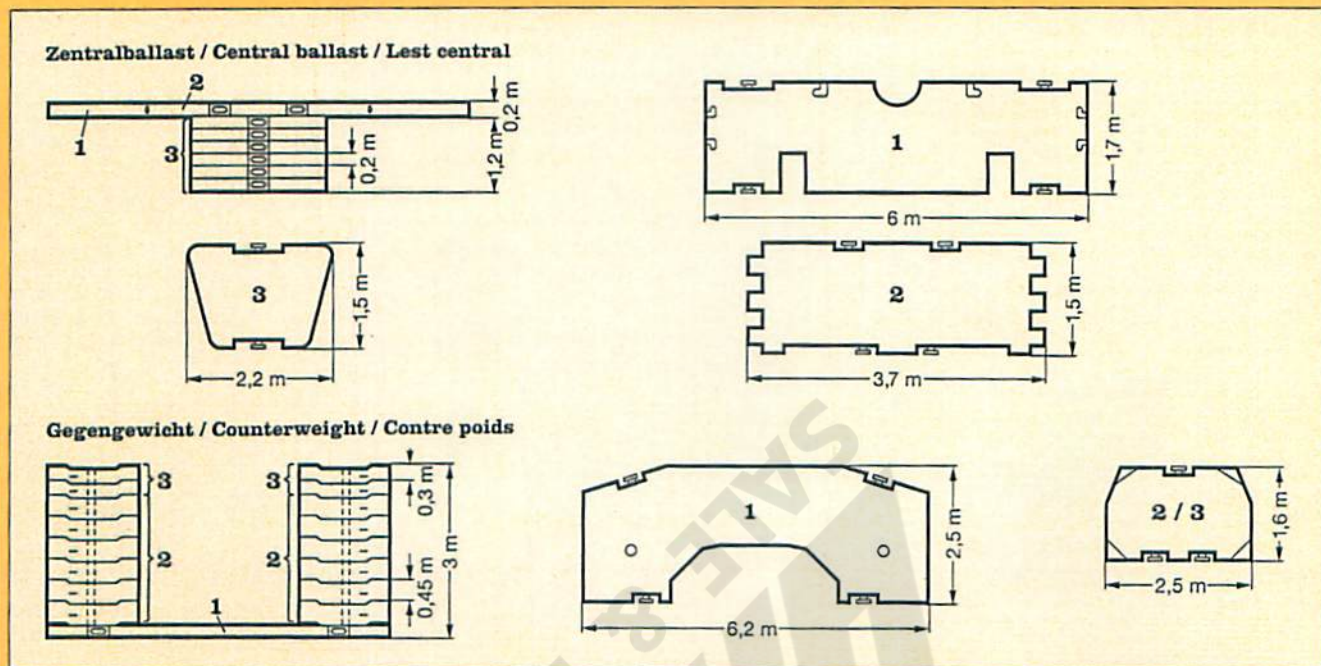 Zentralballast / Central ballast / Lest central
2
1
3
0,2 m
1,2 m
0,2 m
1
1,7 m
6 m
3
1,5 m
2,2 m
2
1,5 m
3,7 m
Gegengewicht / Counterweight / Contre poids
3
3
2
2
1
0,3 m
0,45 m
3 m
1
2,5 m
6,2 m
2 / 3
1,6 m
2,5 m
SALE &